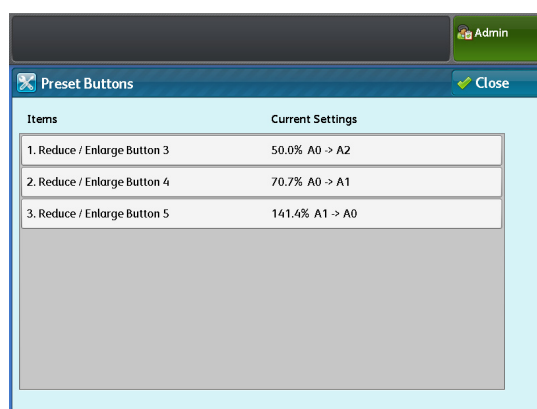 Admin
Preset Buttons
Close
Items Current Settings
1. Reduce / Enlarge Button 3 50.0% A0 -> A2
2. Reduce / Enlarge Button 4 70.7% A0 -> A1
3. Reduce / Enlarge Button 5 141.4% A1 -> A0